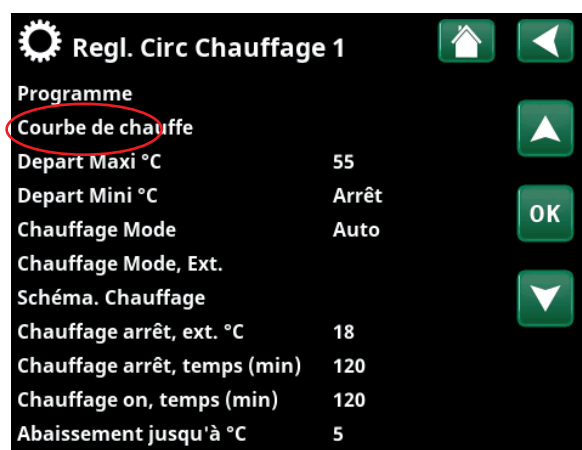 Regl. Circ Chauffage 1
Programme
Courbe de chauffe
Depart Maxi °C 55
Depart Mini °C Arrêt
Chauffage Mode Auto
Chauffage Mode, Ext.
Schéma. Chauffage
Chauffage arrêt, ext. °C 18
Chauffage arrêt, temps (min) 120
Chauffage on, temps (min) 120
Abaissement jusqu'à °C 5
OK